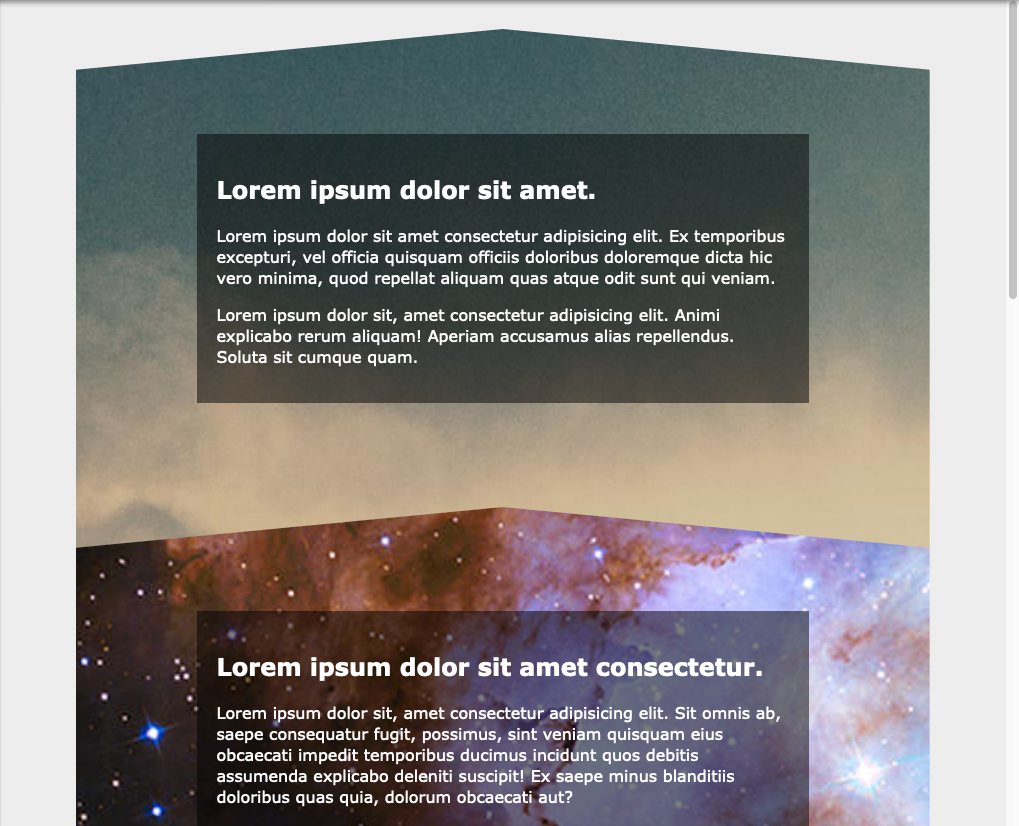 Lorem ipsum dolor sit amet.
Lorem ipsum dolor sit amet consectetur adipisicing elit. Ex temporibus
excepturi, vel officia quisquam officiis doloribus doloremque dicta hic
vero minima, quod repellat aliquam quas atque odit sunt qui veniam.
Lorem ipsum dolor sit, amet consectetur adipisicing elit. Animi
explicabo rerum aliquam! Aperiam accusamus alias repellendus.
Soluta sit cumque quam.
Lorem ipsum dolor sit amet consectetur.
Lorem ipsum dolor sit, amet consectetur adipisicing elit. Sit omnis ab,
saepe consequatur fugit, possimus, sint veniam quisquam eius
obcaecati impedit temporibus ducimus incidunt quos debitis
assumenda explicabo deleniti suscipit! Ex saepe minus blanditiis
doloribus quas quia, dolorum obcaecati aut?